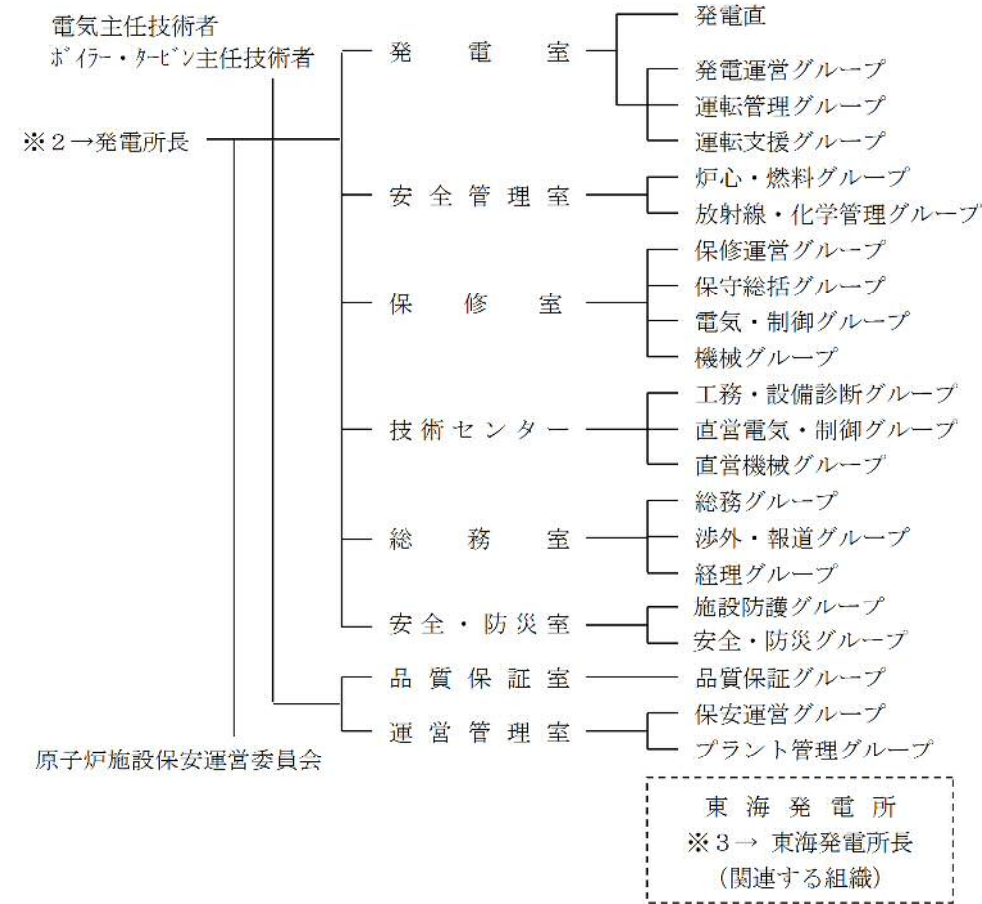 電気主任技術者
ﾎﾞｲﾗｰ・ﾀｰﾋﾞﾝ主任技術者
※２→発電所長
発電室
発電直
発電運営グループ
運転管理グループ
運転支援グループ
安全管理室
炉心・燃料グループ
放射線・化学管理グループ
保修室
保修運営グループ
保守総括グループ
電気・制御グループ
機械グループ
技術センター
工務・設備診断グループ
直営電気・制御グループ
直営機械グループ
総務室
総務グループ
渉外・報道グループ
経理グループ
安全・防災室
施設防護グループ
安全・防災グループ
品質保証室
品質保証グループ
運営管理室
保安運営グループ
プラント管理グループ
原子炉施設保安運営委員会
東海発電所
※３→ 東海発電所長
（関連する組織）